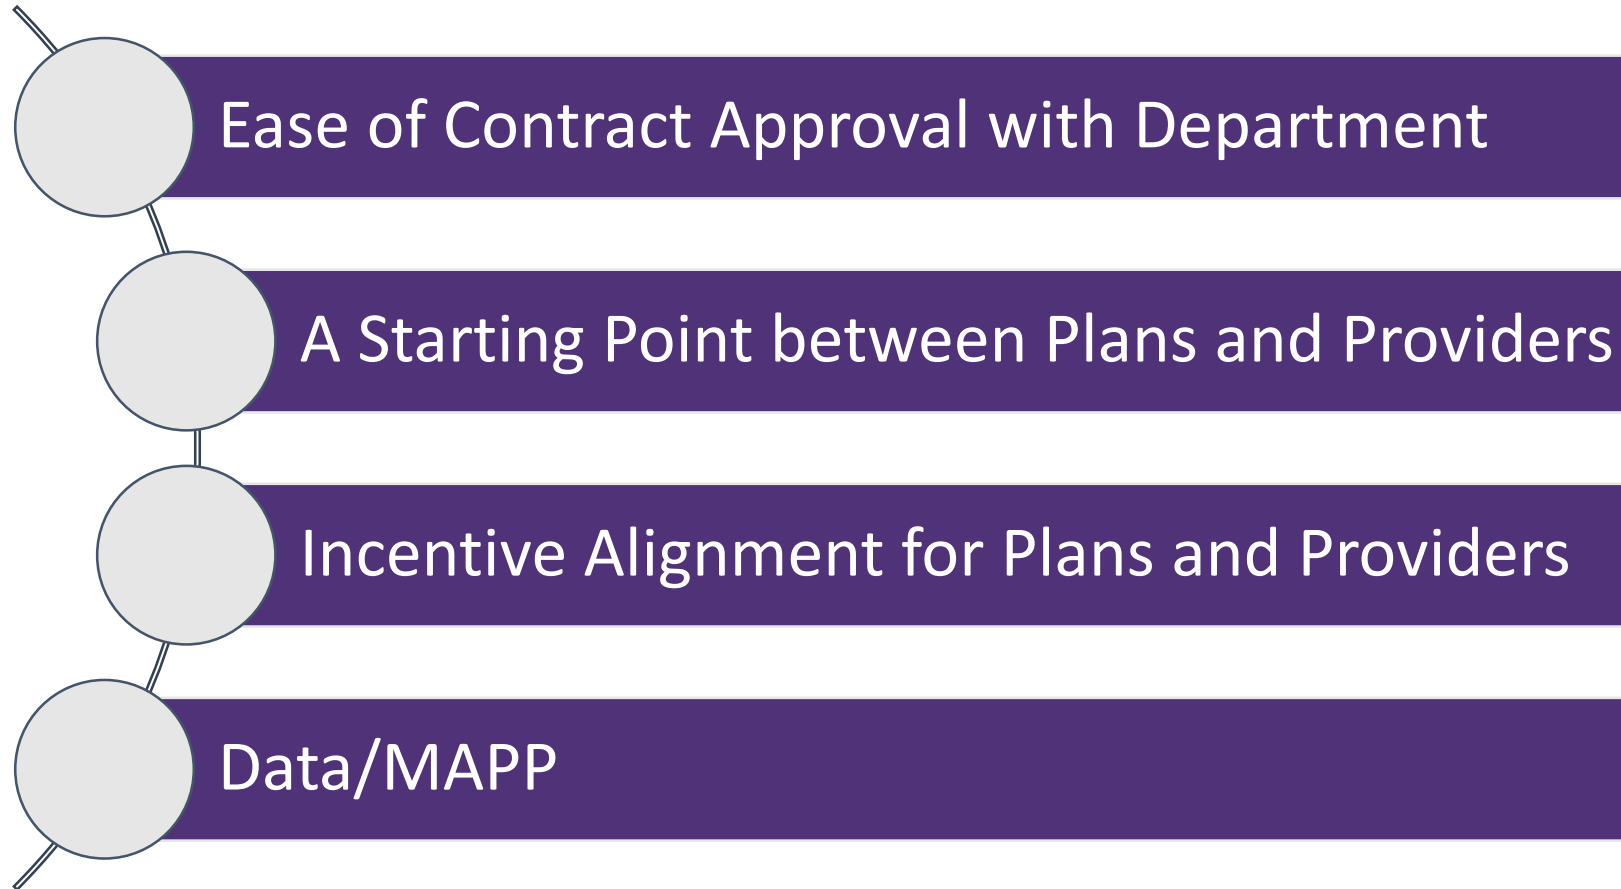 Ease of Contract Approval with Department
A Starting Point between Plans and Providers
Incentive Alignment for Plans and Providers
Data/MAPP